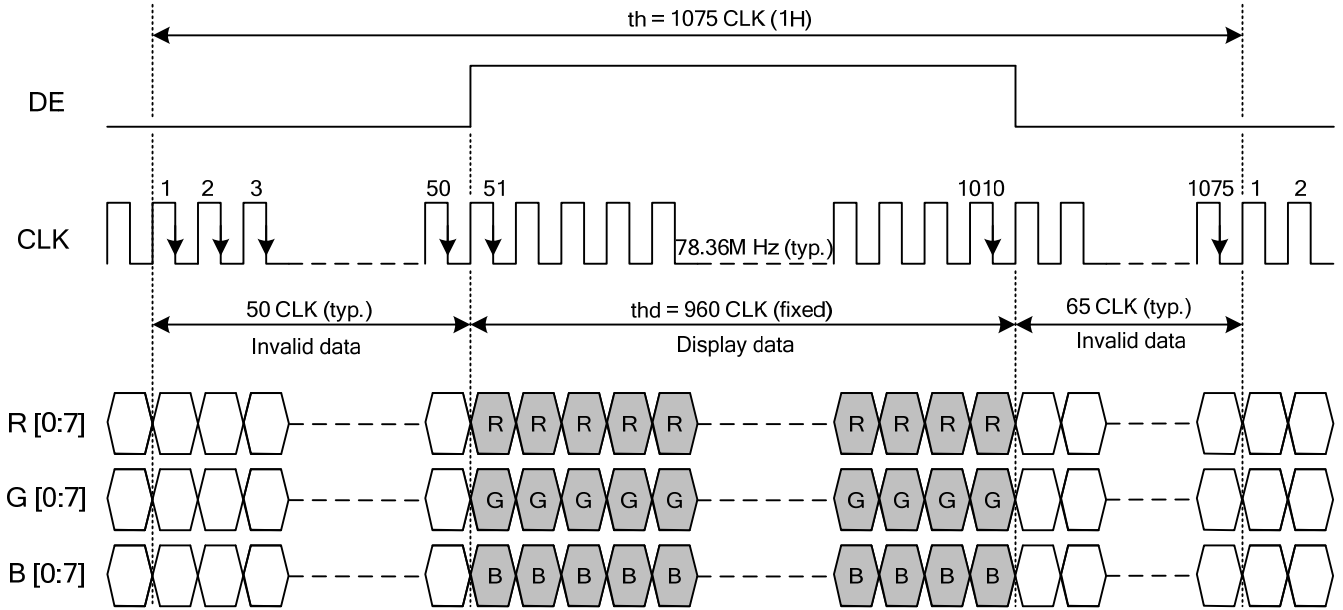 th = 1075 CLK (1H)
DE
1 2 3 50 51 1010 1075 1 2
CLK
78.36M Hz (typ.)
50 CLK (typ.) thd = 960 CLK (fixed) 65 CLK (typ.)
Invalid data Display data Invalid data
R [0:7] R R R R R R R R R
G [0:7] G G G G G G G G G
B [0:7] B B B B B B B B B